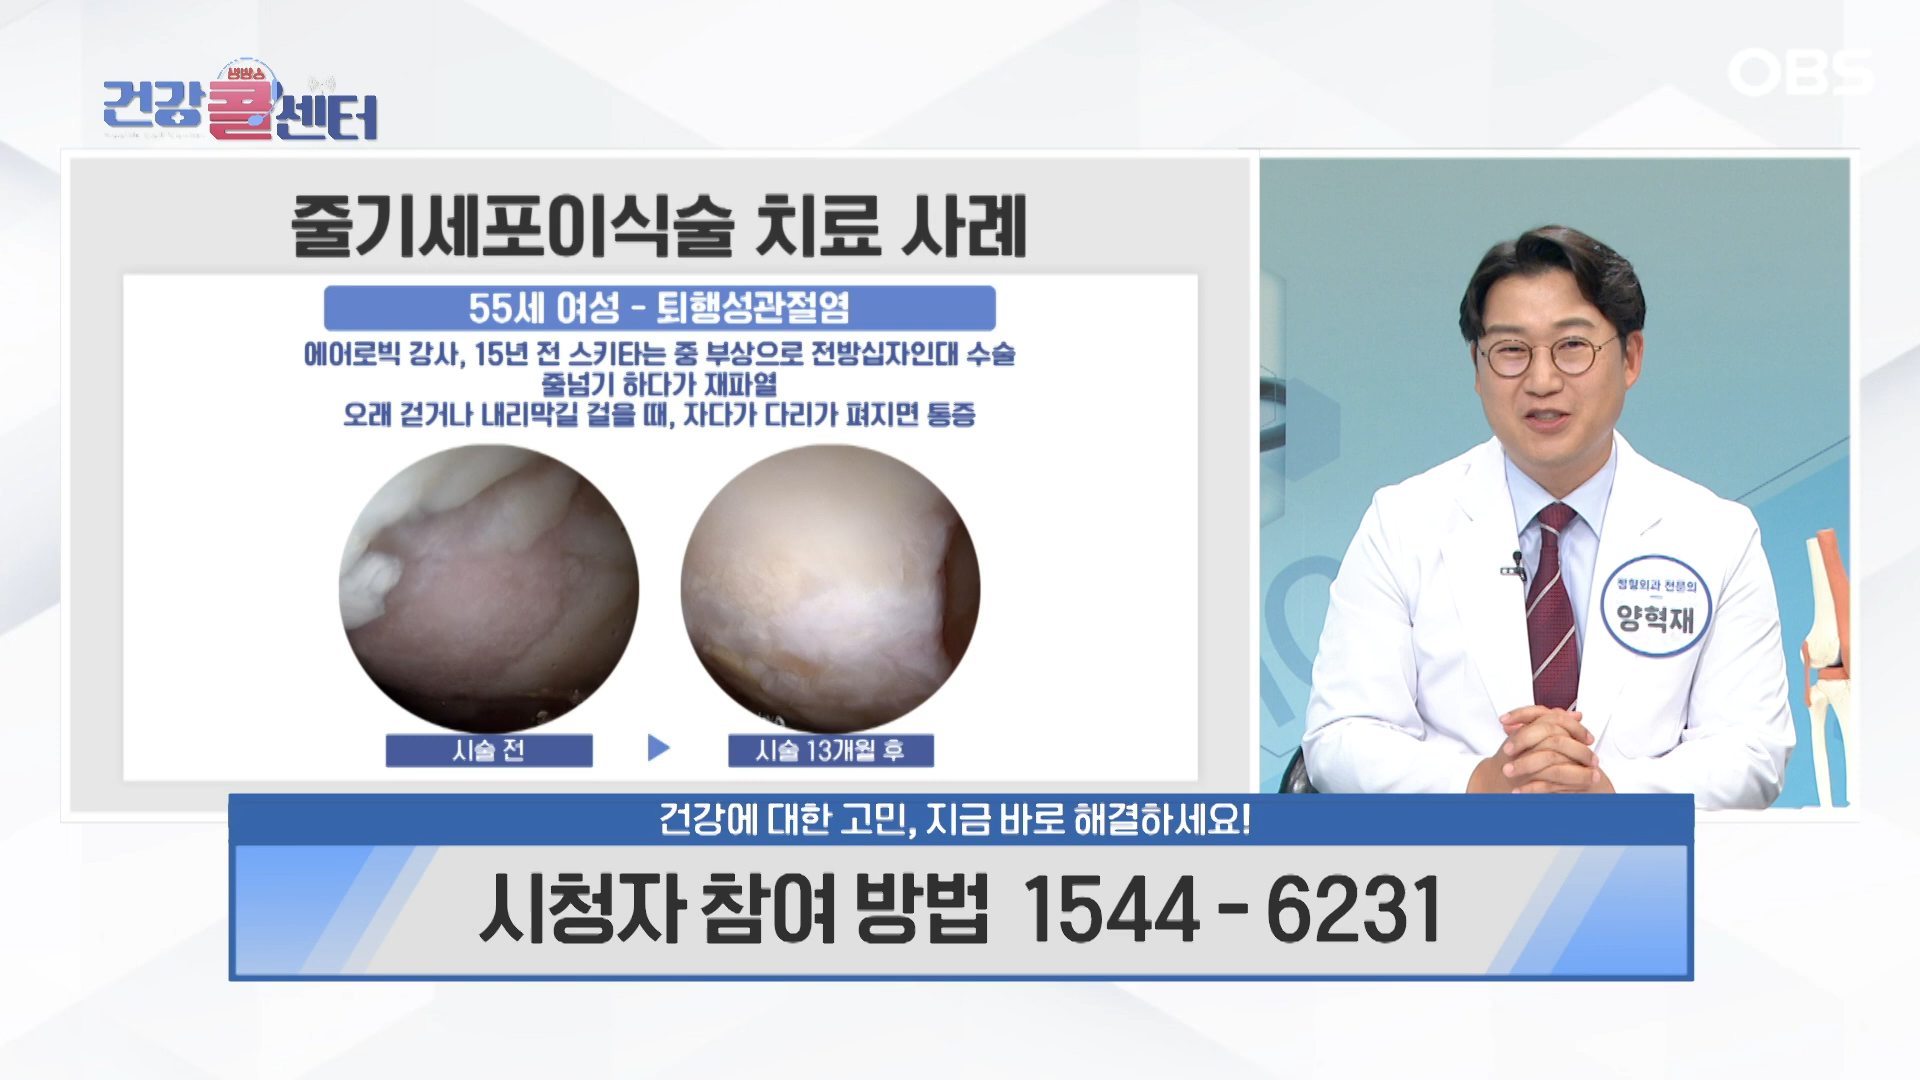 생방송
건강콜센터
OBS
줄기세포이식술 치료 사례
55세 여성 - 퇴행성관절염
에어로빅 강사, 15년 전 스키타는 중 부상으로 전방십자인대 수술
줄넘기 하다가 재파열
오래 걷거나 내리막길 걸을 때, 자다가 다리가 펴지면 통증
시술 전
시술 13개월 후
정형외과 전문의
양혁재
건강에 대한 고민, 지금 바로 해결하세요!
시청자 참여 방법 1544 - 6231